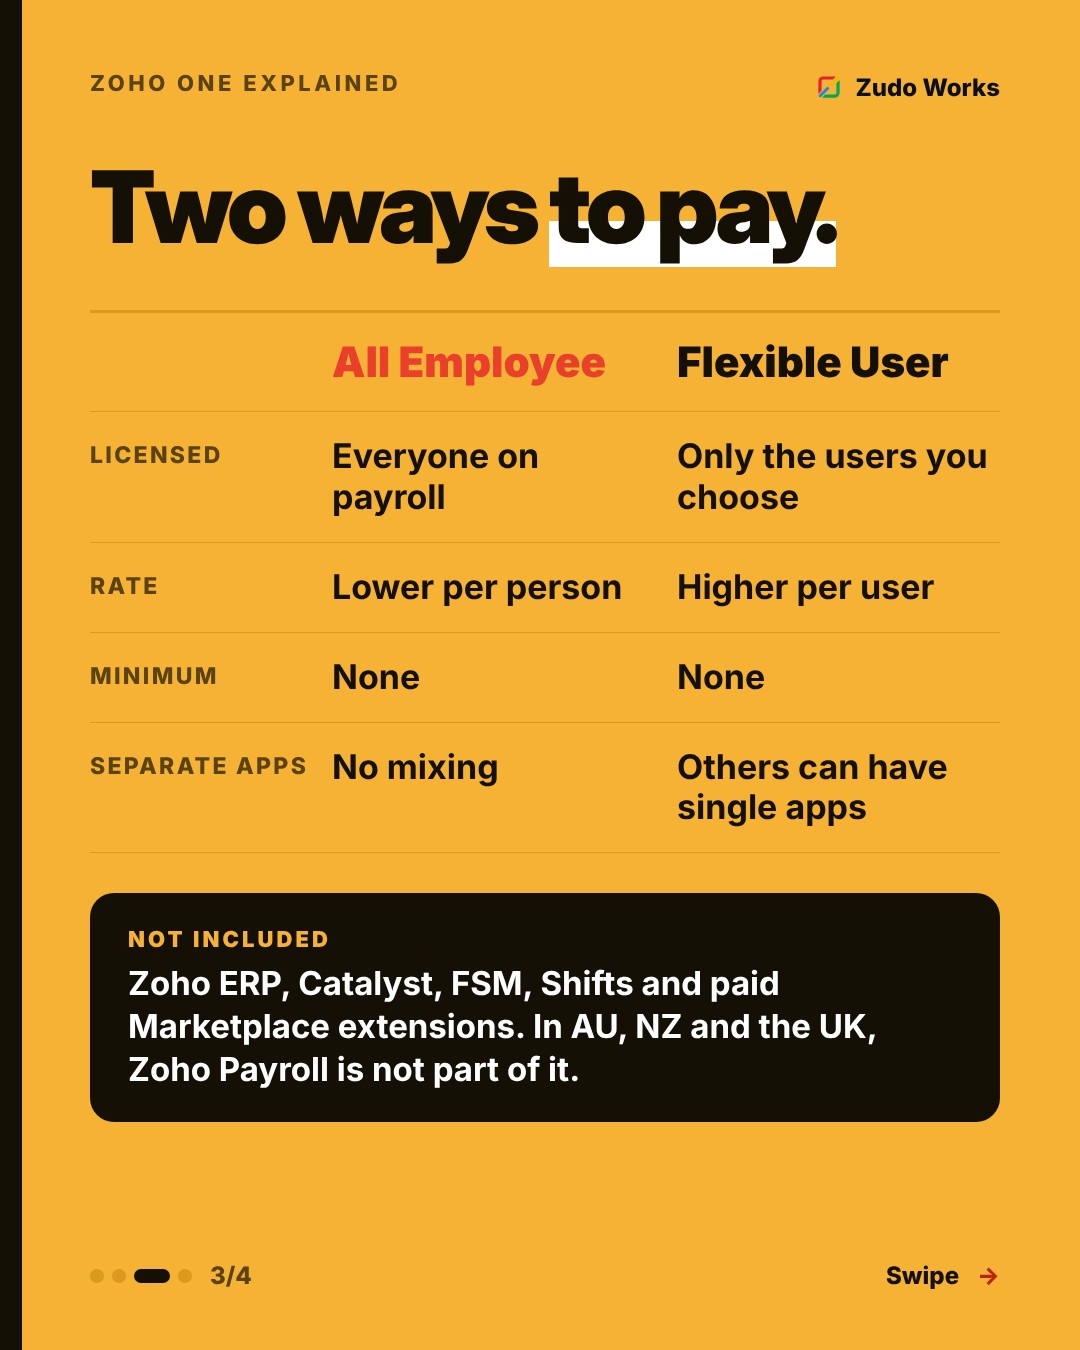 ZOHO ONE EXPLAINED
Zudo Works
Two ways to pay.
All Employee
Flexible User
LICENSED
Everyone on
payroll
Only the users you
choose
RATE
Lower per person
Higher per user
MINIMUM
None
None
SEPARATE APPS
No mixing
Others can have
single apps
NOT INCLUDED
Zoho ERP, Catalyst, FSM, Shifts and paid
Marketplace extensions. In AU, NZ and the UK,
Zoho Payroll is not part of it.
3/4
Swipe →